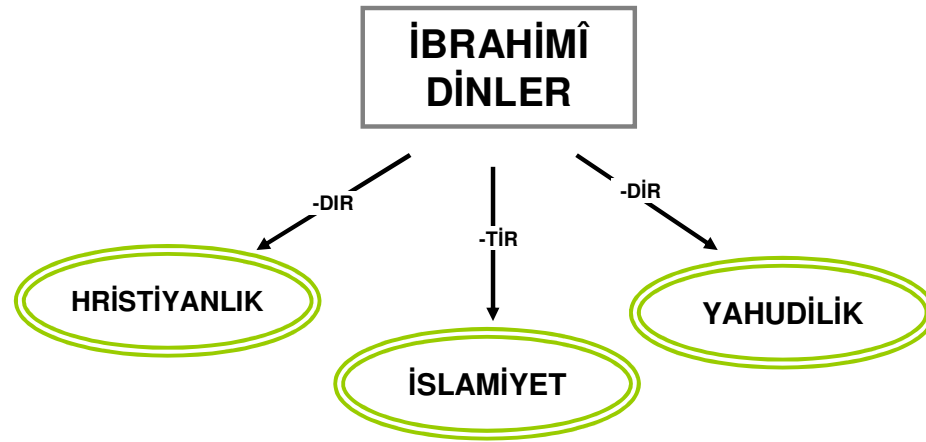 İBRAHİMÎ
DİNLER
-DIR
-TİR
-DİR
HRİSTİYANLIK
İSLAMİYET
YAHUDİLİK